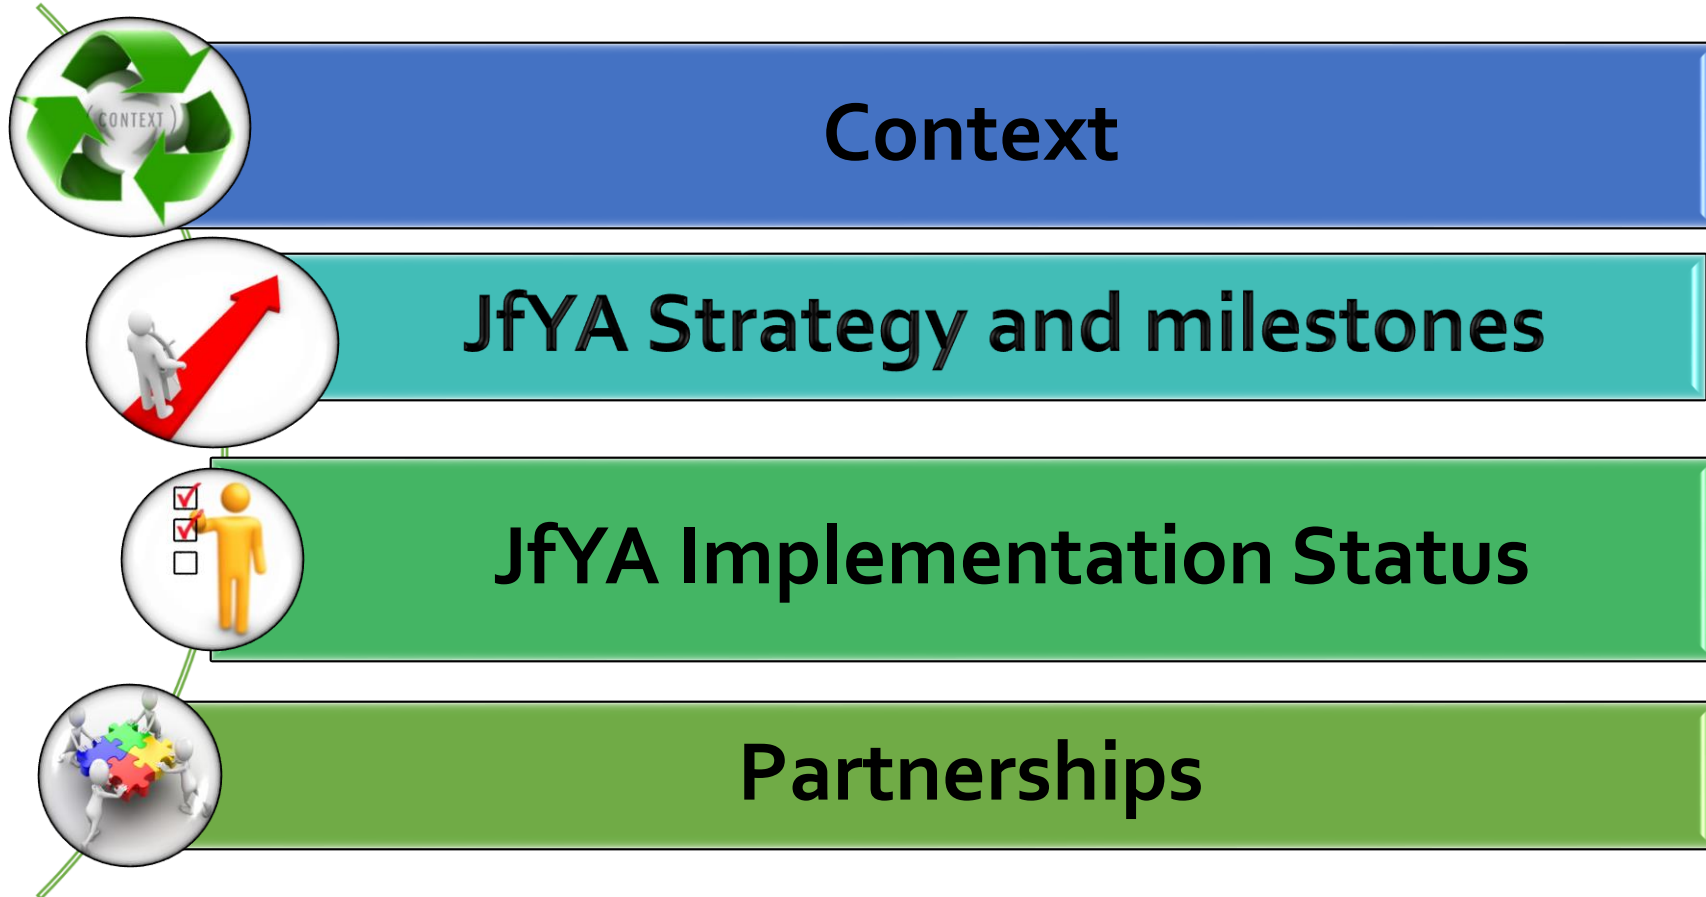 ( CONTEXT )
Context
JfYA Strategy and milestones
JfYA Implementation Status
Partnerships